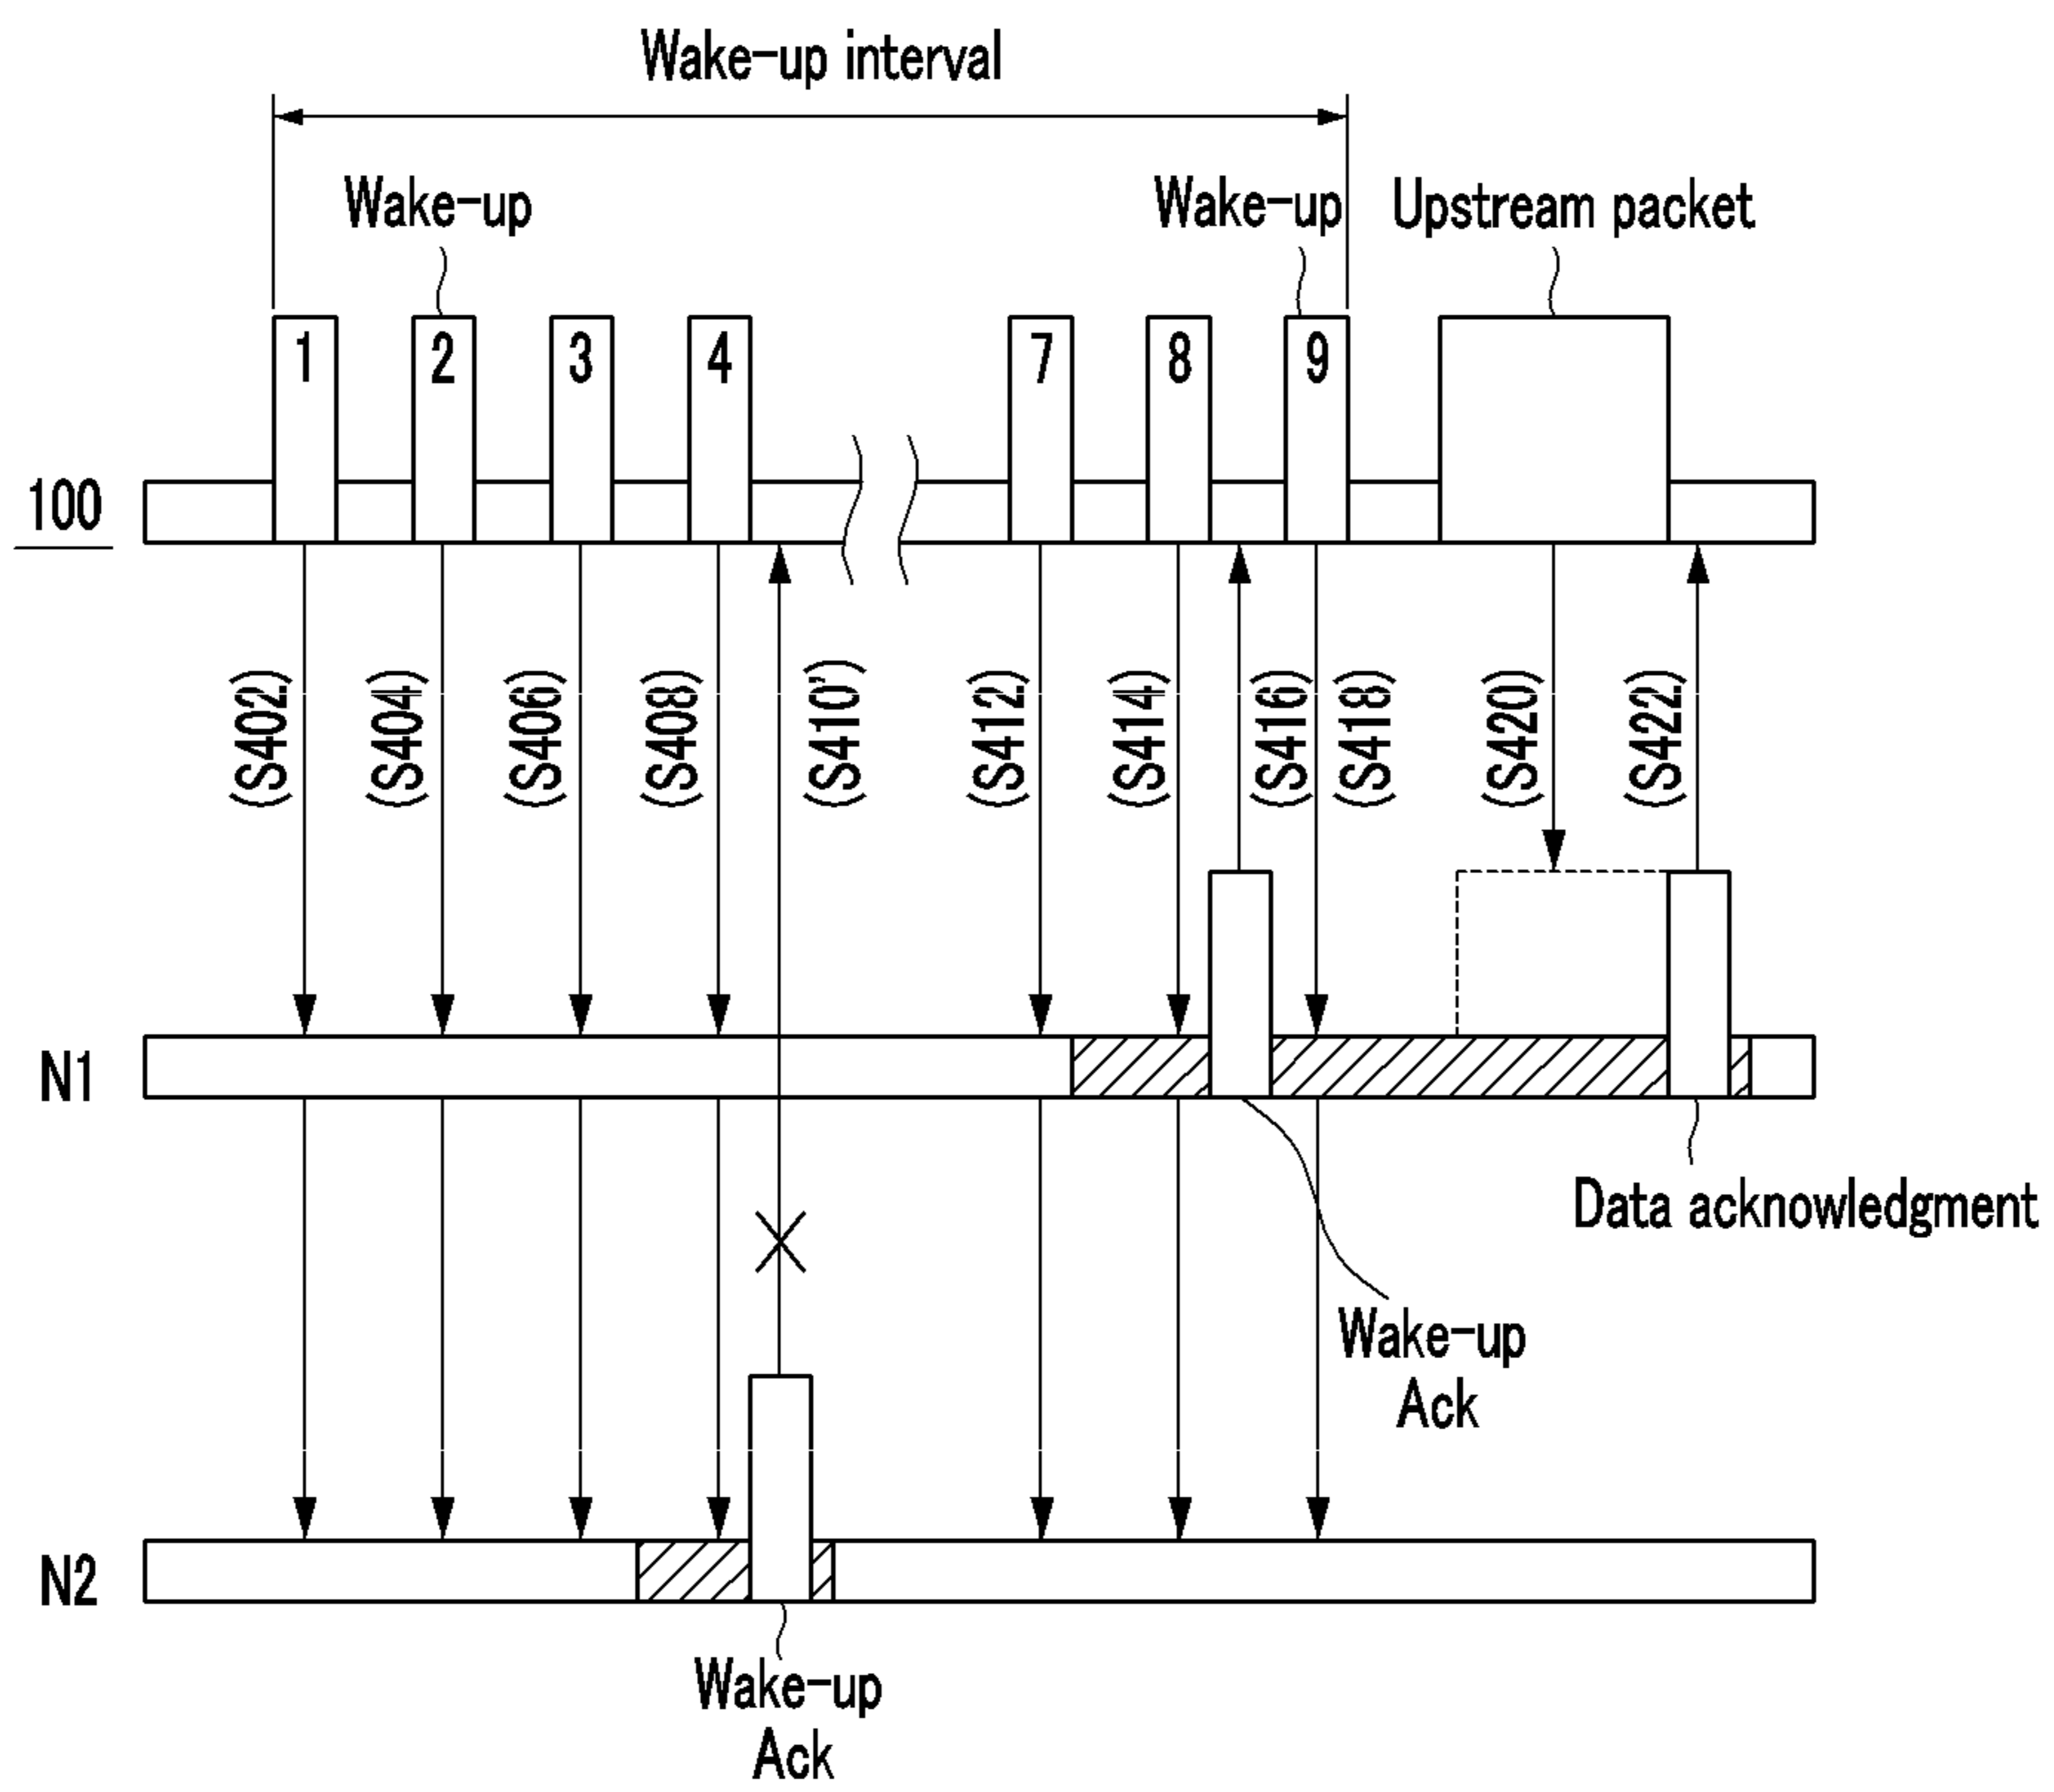 Wake-up interval
Wake-up
Wake-up
Upstream packet
1
2
3
4
7
8
9
100
(S402)
(S404)
(S406)
(S408)
(S410')
(S412)
(S414)
(S416)
(S418)
(S420)
(S422)
N1
Data acknowledgment
Wake-up
Ack
N2
Wake-up
Ack